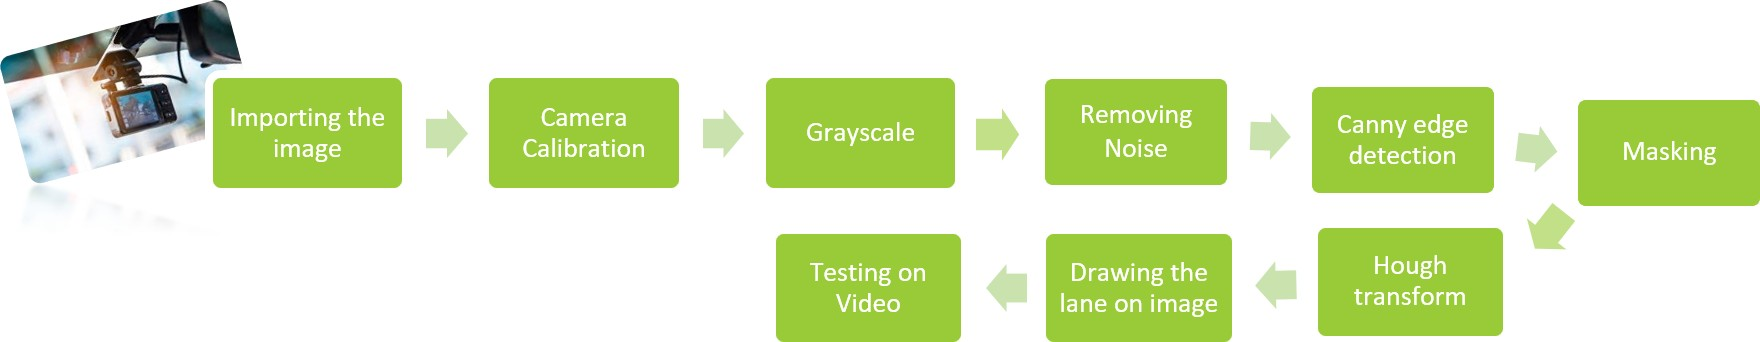 Importing the
image
Camera
Calibration
Grayscale
Removing
Noise
Canny edge
detection
Masking
Hough
transform
Drawing the
lane on image
Testing on
Video